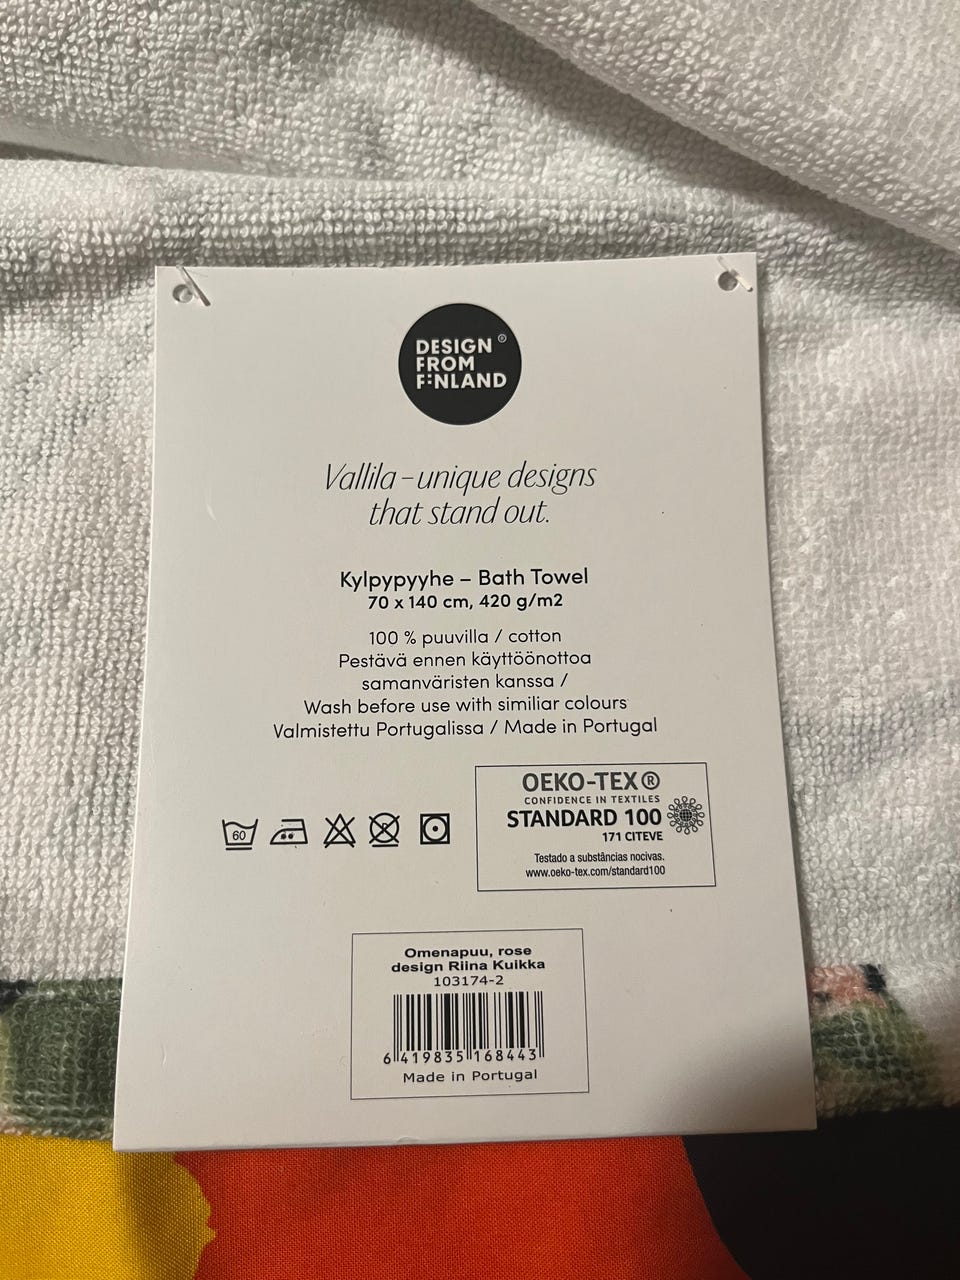 DESIGN ®
FROM
FINLAND
Vallila – unique designs
that stand out.
Kylpypyyhe – Bath Towel
70 x 140 cm, 420 g/m2
100 % puuvilla / cotton
Pestävä ennen käyttöönottoa
samanväristen kanssa /
Wash before use with similiar colours
Valmistettu Portugalissa / Made in Portugal
60
OEKO-TEX®
CONFIDENCE IN TEXTILES
STANDARD 100
171 CITEVE
Testado a substâncias nocivas.
www.oeko-tex.com/standard100
Omenapuu, rose
design Riina Kuikka
103174-2
6 419835 168443
Made in Portugal